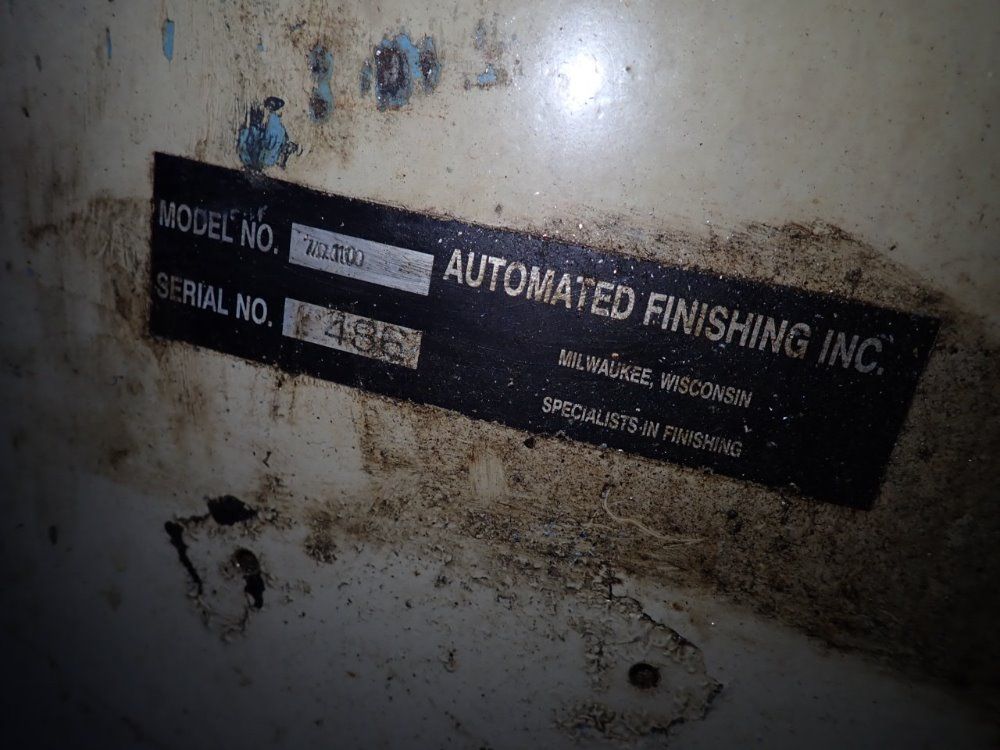 MODEL NO.
SERIAL NO. 486
AUTOMATED FINISHING INC.
MILWAUKEE, WISCONSIN
SPECIALISTS IN FINISHING